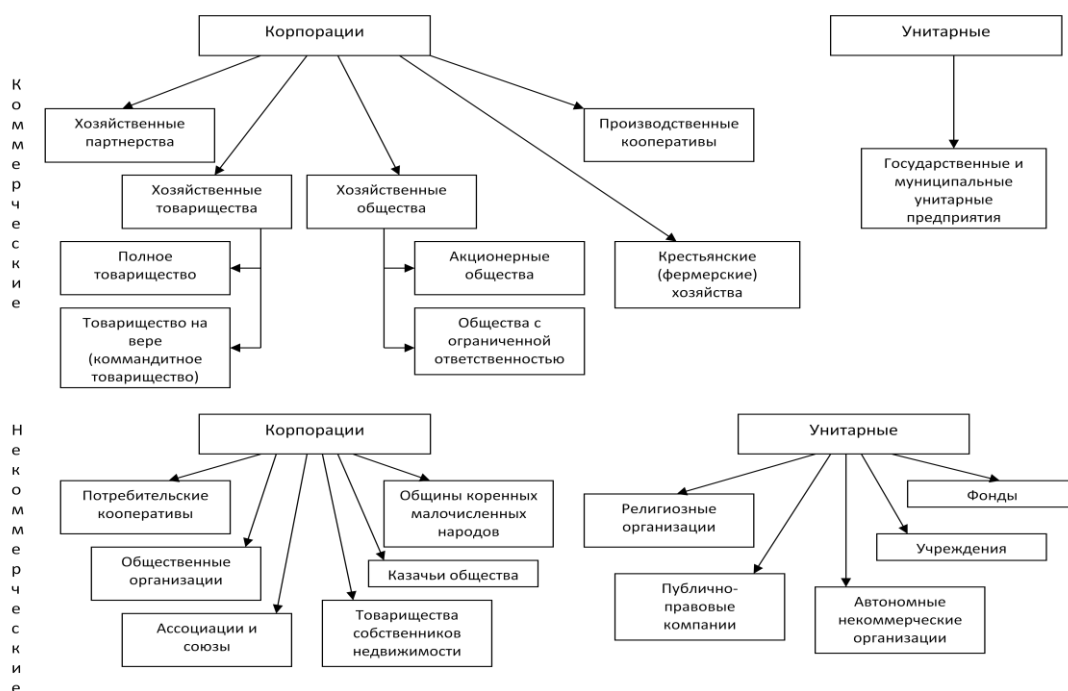 Корпорации
Унитарные
Коммерческие
Хозяйственные
партнерства
Производственные
кооперативы
Государственные и
муниципальные
унитарные
предприятия
Хозяйственные
товарищества
Хозяйственные
общества
Полное
товарищество
Акционерные
общества
Крестьянские
(фермерские)
хозяйства
Товарищество на
вере
(коммандитное
товарищество)
Общества с
ограниченной
ответственностью
Некоммерческие
Корпорации
Унитарные
Потребительские
кооперативы
Общины коренных
малочисленных
народов
Религиозные
организации
Фонды
Общественные
организации
Казачьи общества
Учреждения
Ассоциации и
союзы
Товарищества
собственников
недвижимости
Публично-
правовые
компании
Автономные
некоммерческие
организации